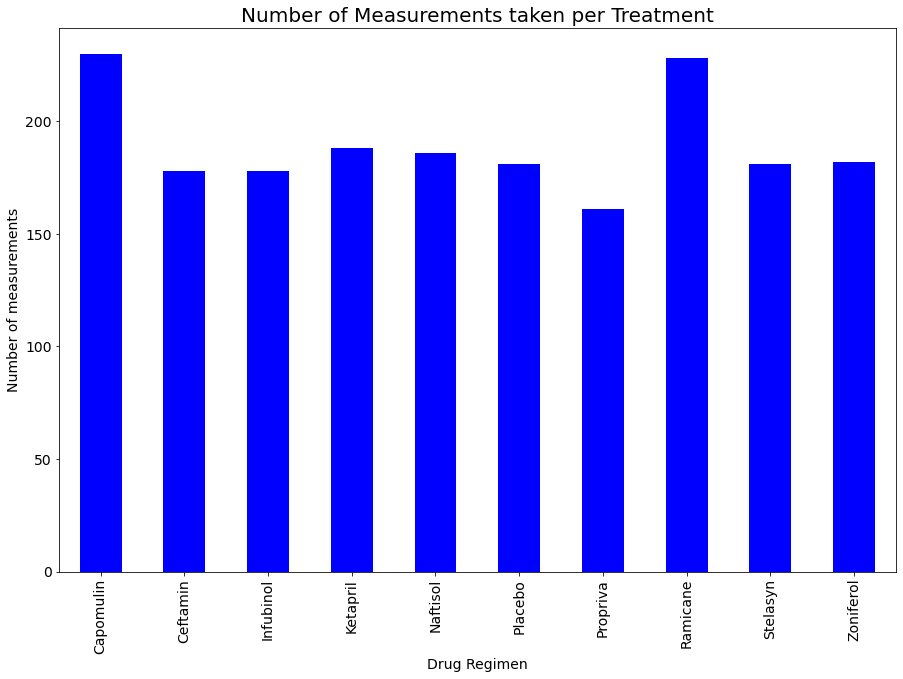 Number of Measurements taken per Treatment
Number of measurements
200
150
100
50
0
Capomulin
Ceftamin
Infubinol
Ketapril
Naftisol
Placebo
Propriva
Ramicane
Stelasyn
Zoniferol
Drug Regimen